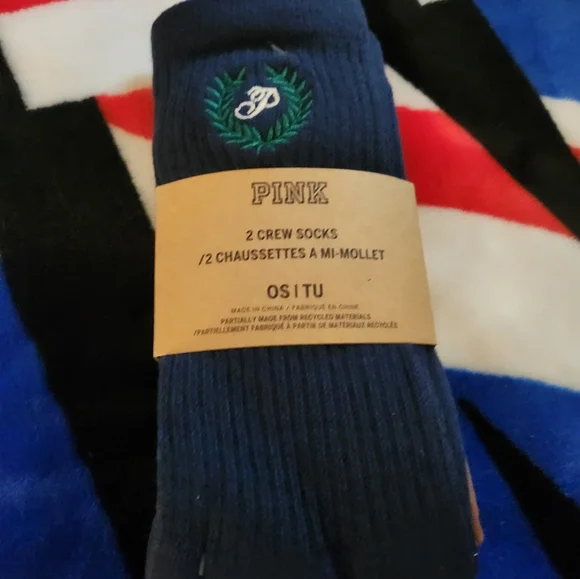 P
PINK
2 CREW SOCKS
/2 CHAUSSETTES A MI-MOLLET
OS | TU
MADE IN CHINA / FABRIQUÉ EN CHINE
PARTIALLY MADE FROM RECYCLED MATERIALS
/PARTIELLEMENT FABRIQUÉ À PARTIR DE MATÉRIAUX RECYCLÉS